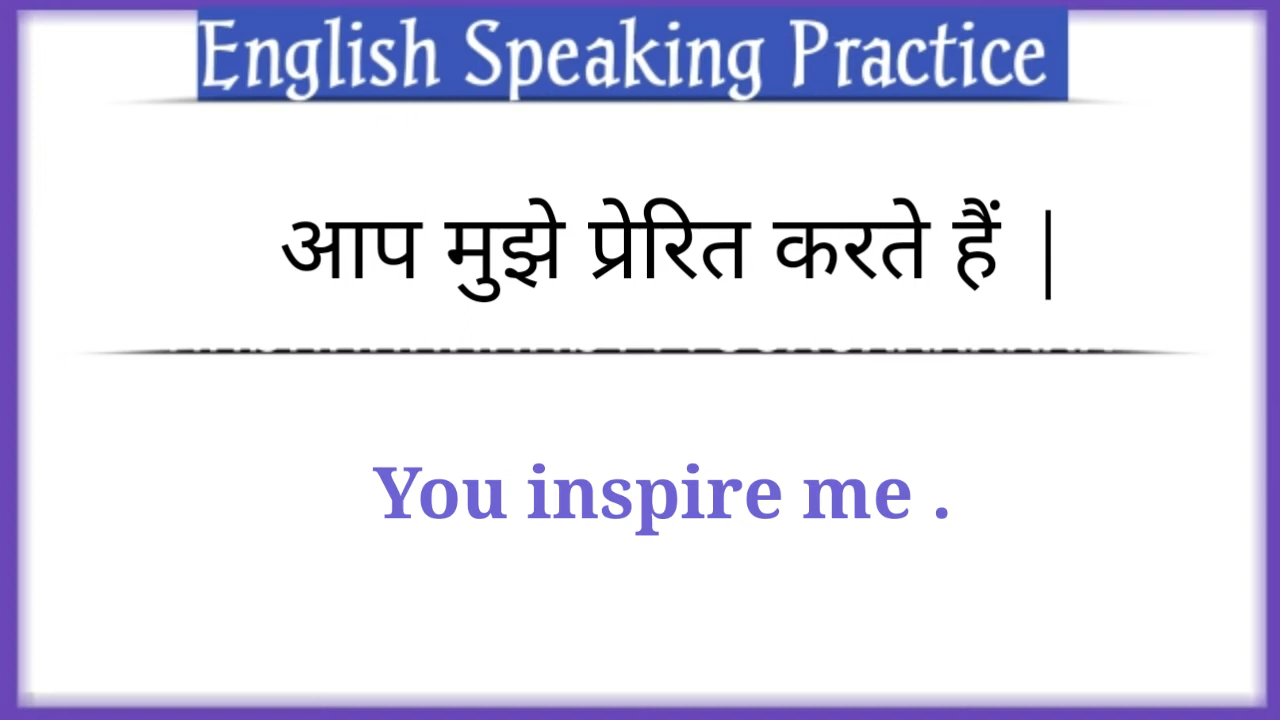 English Speaking Practice
आप मुझे प्रेरित करते हैं |
You inspire me .